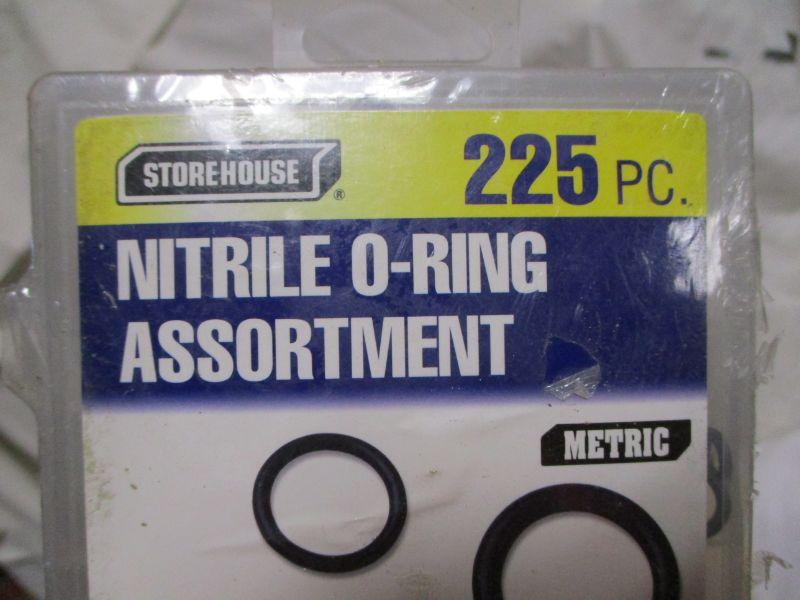 STOREHOUSE®
225 PC.
NITRILE O-RING
ASSORTMENT
METRIC